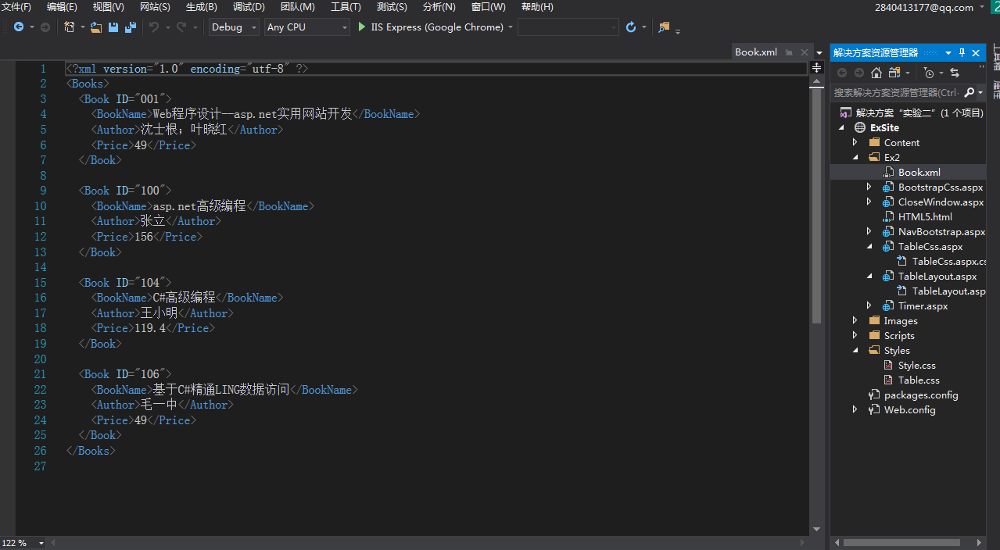 文件(F) 编辑(E) 视图(V) 网站(S) 生成(B) 调试(D) 团队(M) 工具(T) 测试(S) 分析(N) 窗口(W) 帮助(H) 2840413177@qq.com
Debug Any CPU IIS Express (Google Chrome)
Book.xml
1 <?xml version="1.0" encoding="utf-8" ?>
2 <Books>
3 <Book ID="001">
4 <BookName>Web程序设计--asp.net实用网站开发</BookName>
5 <Author>沈士根；叶晓红</Author>
6 <Price>49</Price>
7 </Book>
8
9 <Book ID="100">
10 <BookName>asp.net高级编程</BookName>
11 <Author>张立</Author>
12 <Price>156</Price>
13 </Book>
14
15 <Book ID="104">
16 <BookName>C#高级编程</BookName>
17 <Author>王小明</Author>
18 <Price>119.4</Price>
19 </Book>
20
21 <Book ID="106">
22 <BookName>基于C#精通LING数据访问</BookName>
23 <Author>毛一中</Author>
24 <Price>49</Price>
25 </Book>
26 </Books>
27
122 %
解决方案资源管理器
搜索解决方案资源管理器(Ctrl-
解决方案“实验二”(1 个项目)
ExSite
Content
Ex2
Book.xml
BootstrapCss.aspx
CloseWindow.aspx
HTML5.html
NavBootstrap.aspx
TableCss.aspx
TableCss.aspx.cs
TableLayout.aspx
TableLayout.asp
Timer.aspx
Images
Scripts
Styles
Style.css
Table.css
packages.config
Web.config